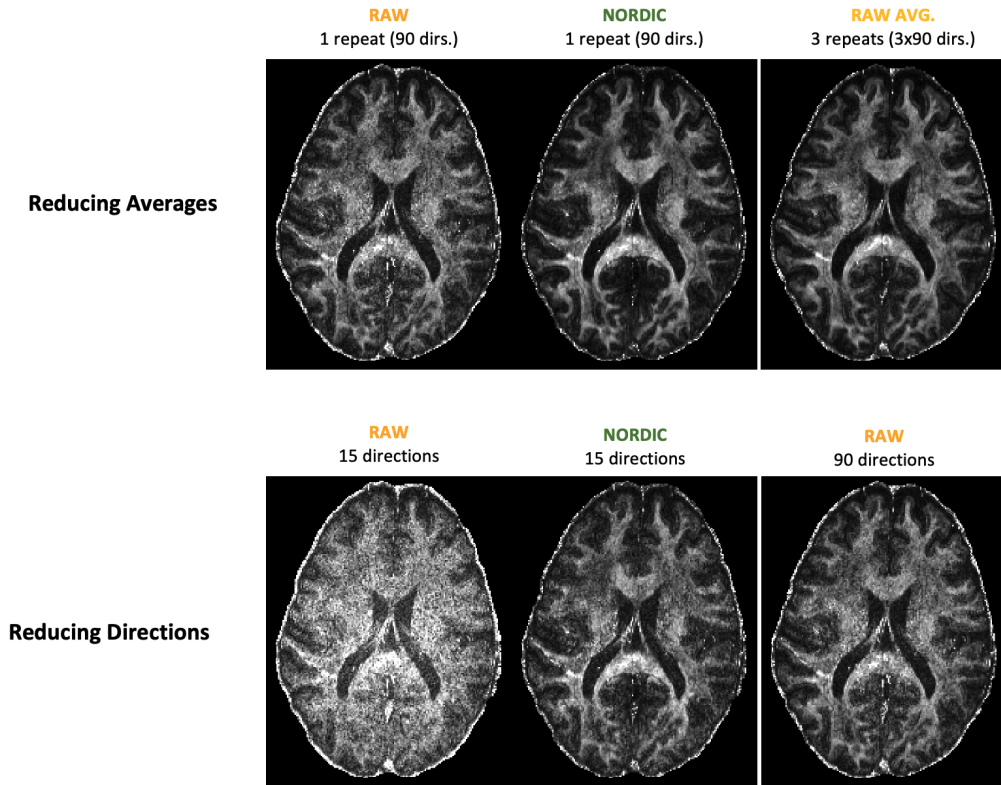 RAW
1 repeat (90 dirs.)
NORDIC
1 repeat (90 dirs.)
RAW AVG.
3 repeats (3x90 dirs.)
Reducing Averages
RAW
15 directions
NORDIC
15 directions
RAW
90 directions
Reducing Directions